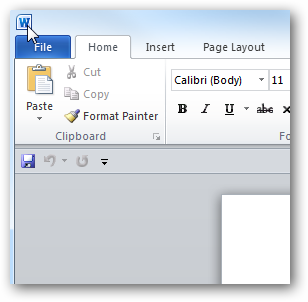 W
File Home Insert Page Layout
Cut
Copy
Paste
Format Painter
Calibri (Body) 11
B I U abc
Clipboard
Fo